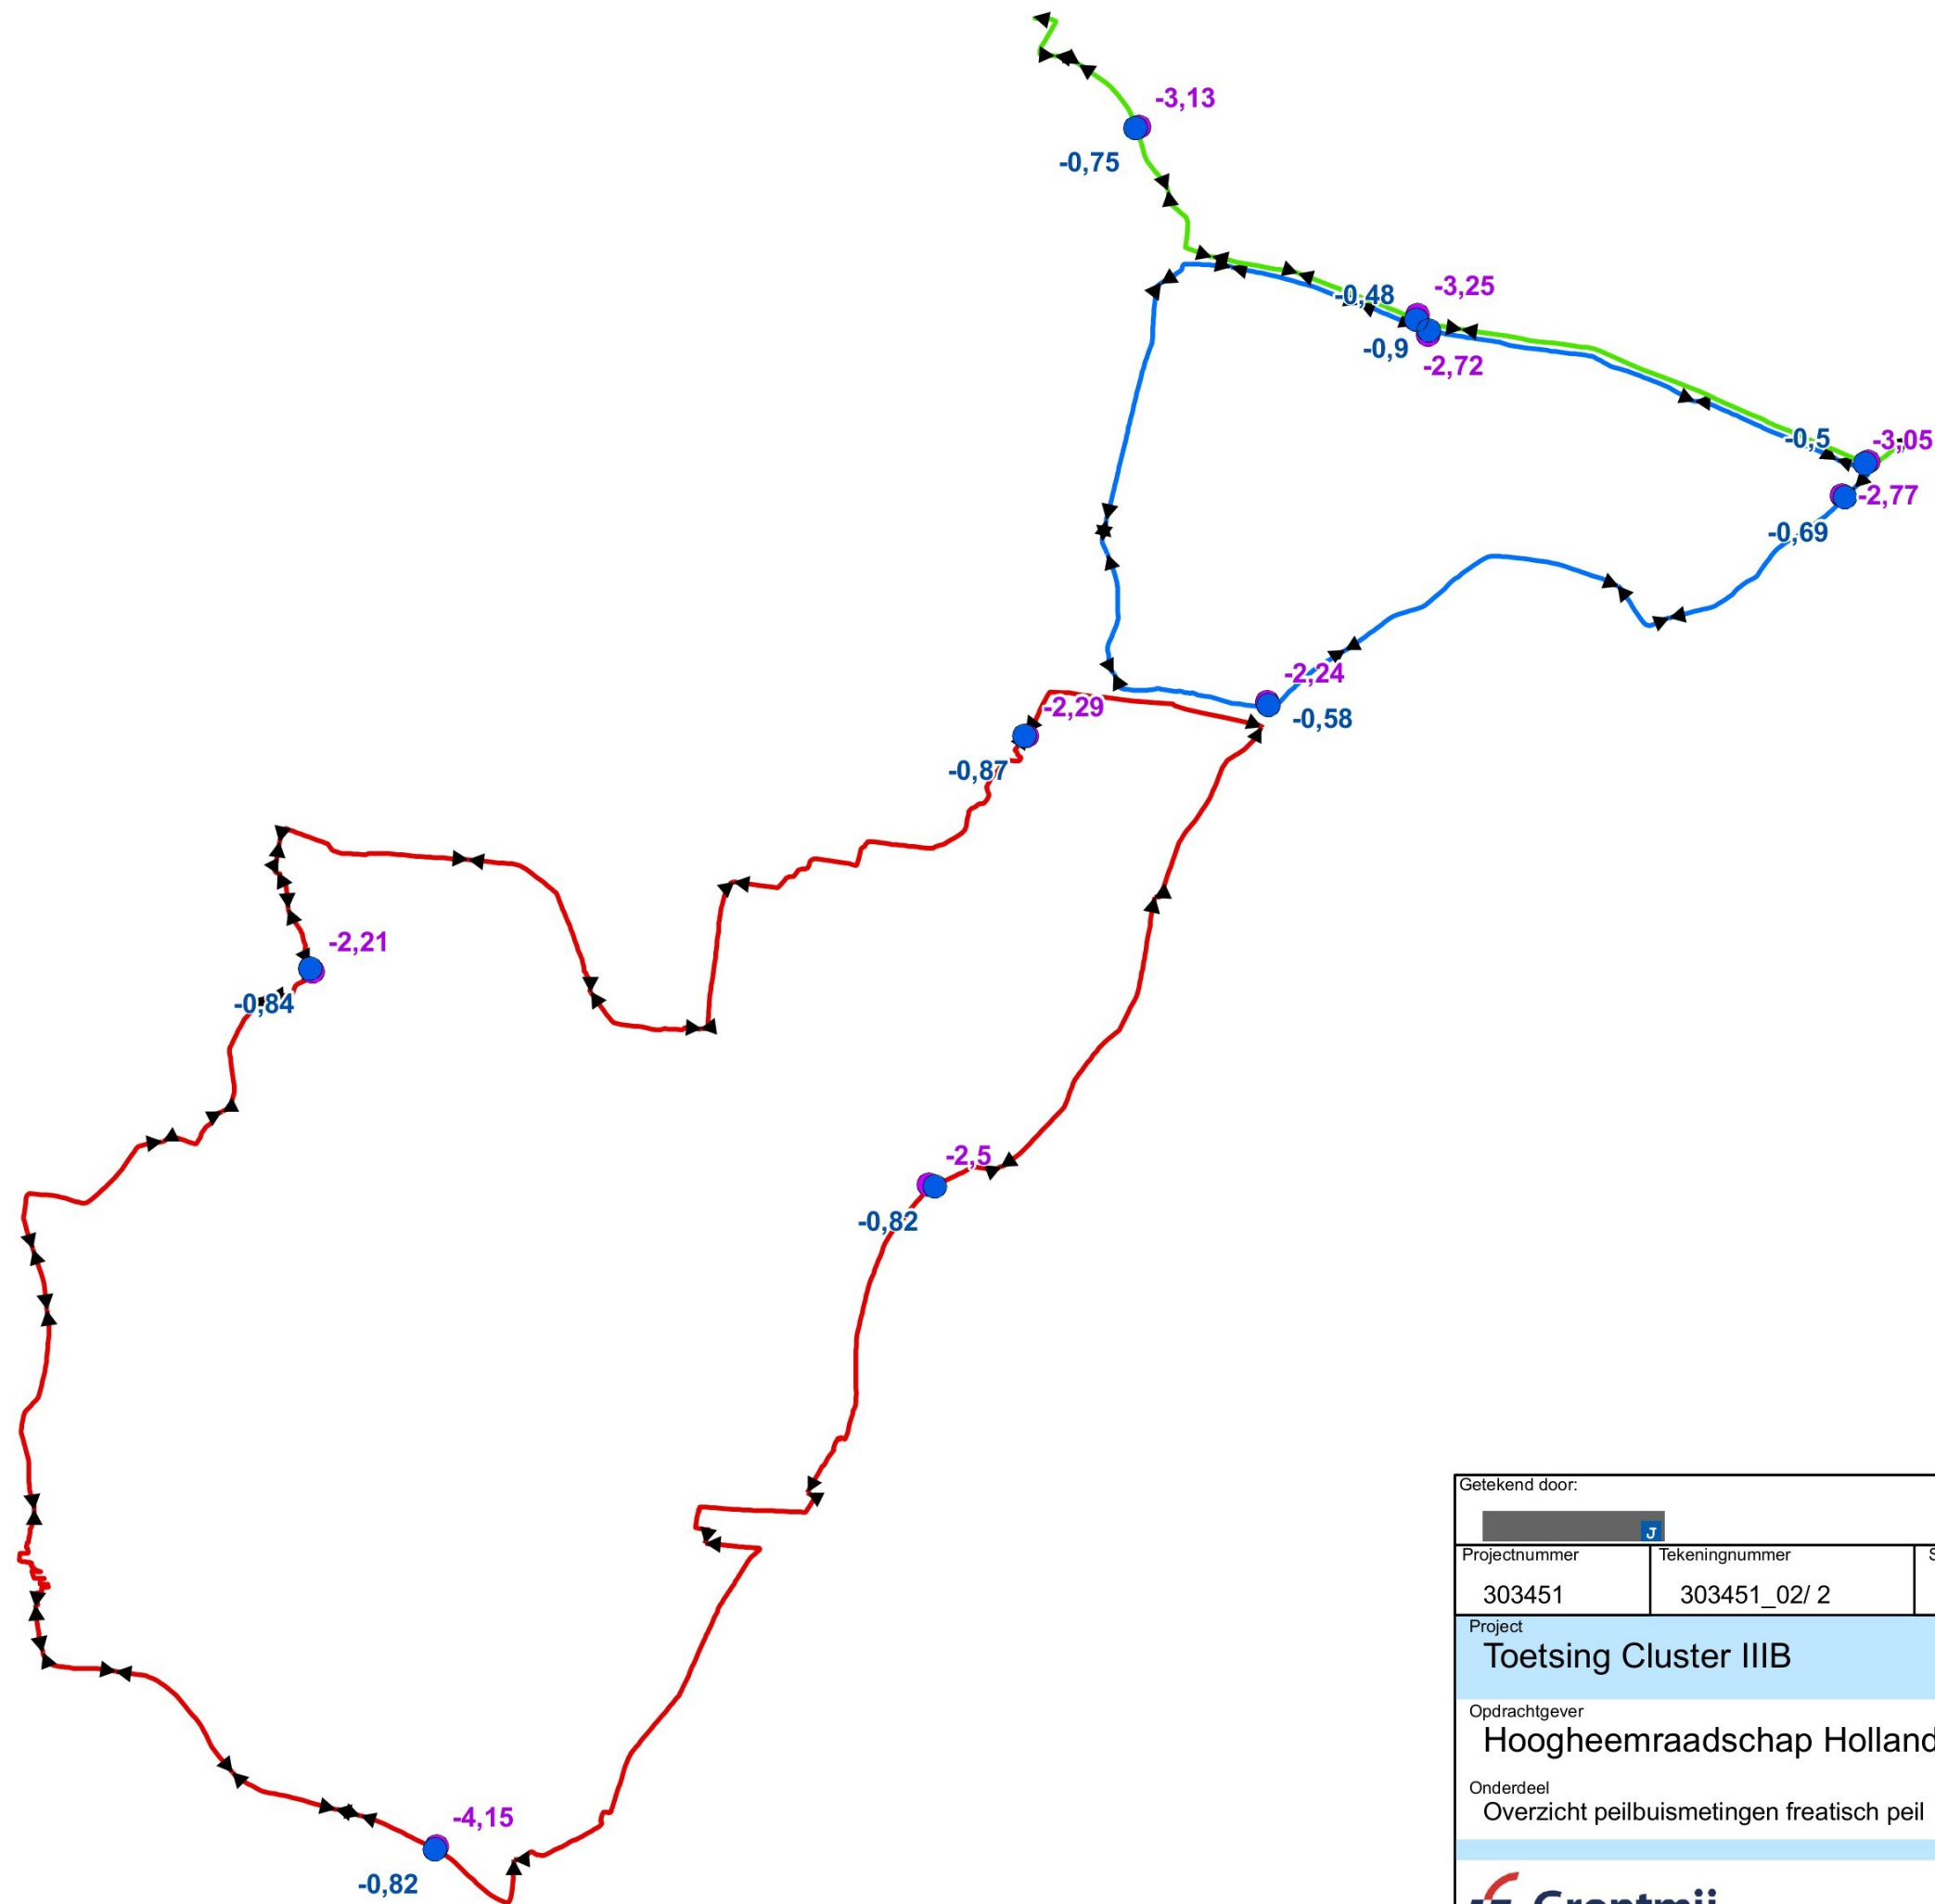 -3,13
-0,75
-0,48
-3,25
-0,9
-2,72
-0,5
-3,05
-2,77
-0,69
-2,24
-0,58
-2,29
-0,87
-2,21
-0,84
-2,5
-0,82
-4,15
-0,82
Getekend door:
J
Projectnummer
Tekeningnummer
S
303451
303451_02/ 2
Project
Toetsing Cluster IIIB
Opdrachtgever
Hoogheemraadschap Holland
Onderdeel
Overzicht peilbuismetingen freatisch peil